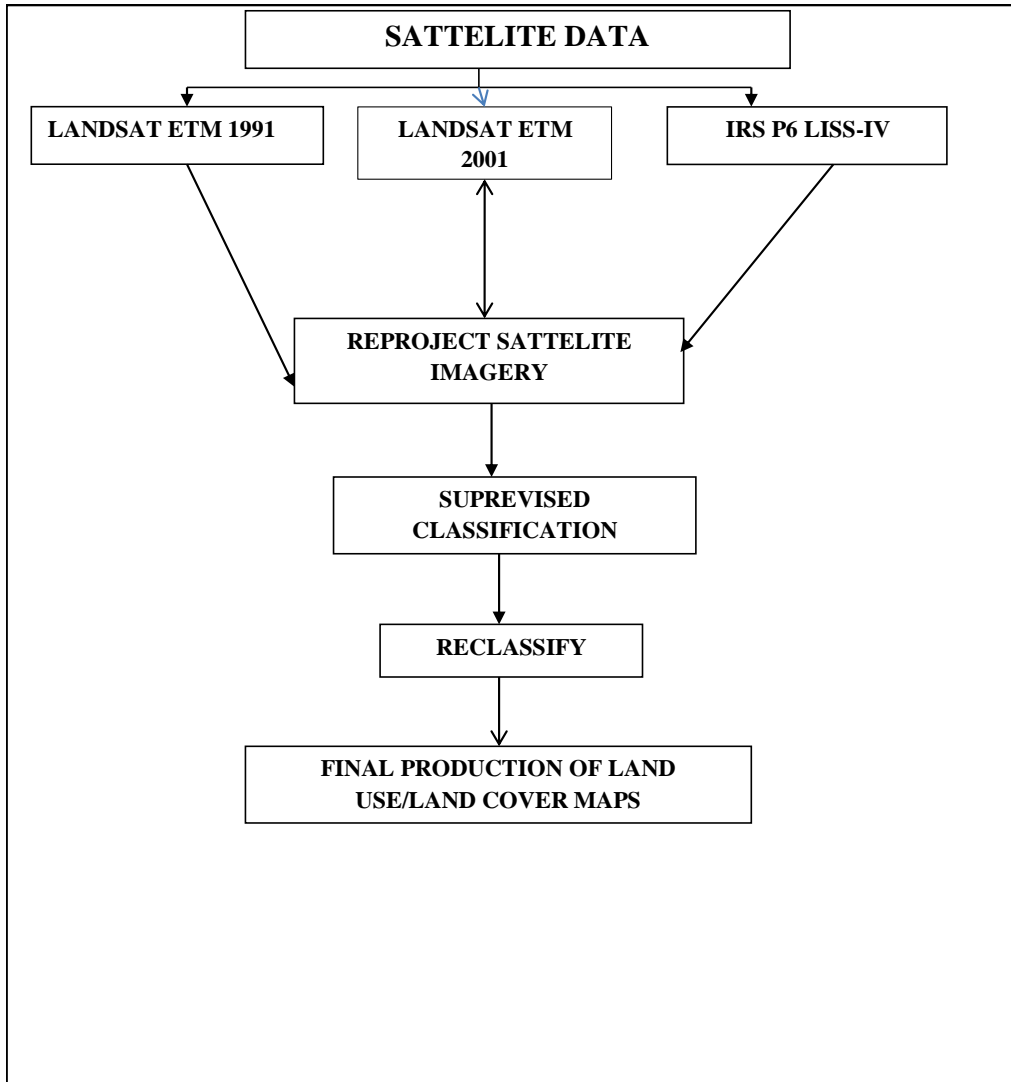 SATTELITE DATA
LANDSAT ETM 1991
LANDSAT ETM
2001
IRS P6 LISS-IV
REPROJECT SATTELITE
IMAGERY
SUPREVISED
CLASSIFICATION
RECLASSIFY
FINAL PRODUCTION OF LAND
USE/LAND COVER MAPS